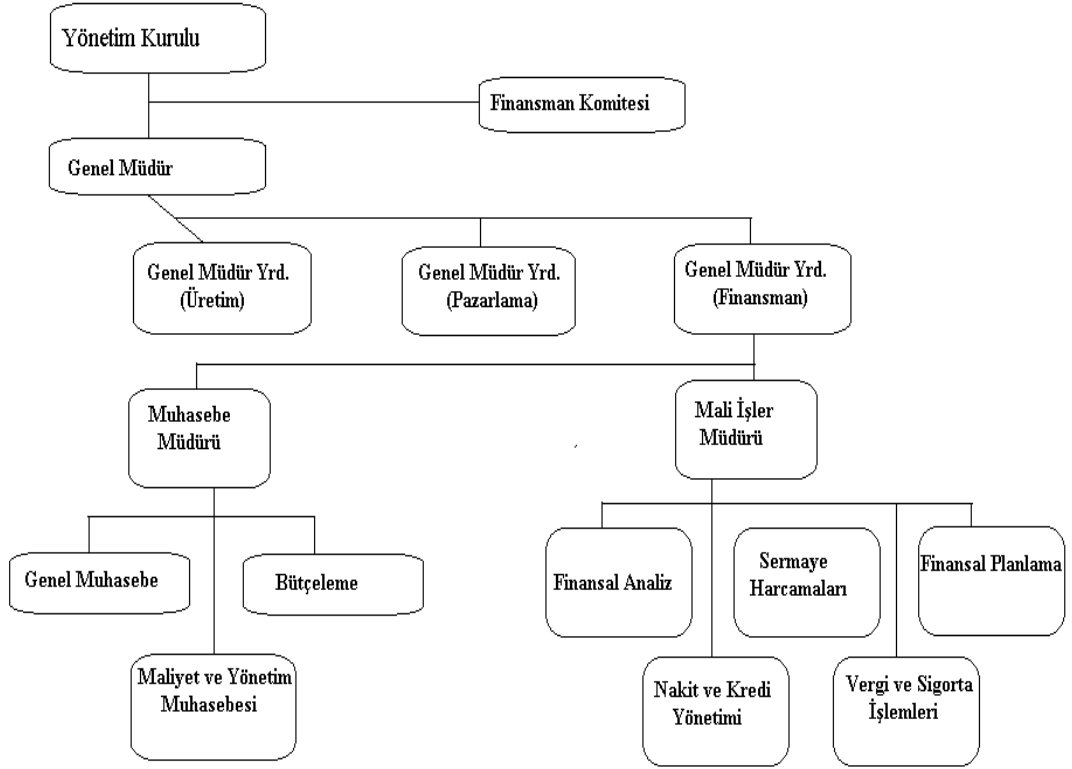 Yönetim Kurulu
Finansman Komitesi
Genel Müdür
Genel Müdür Yrd.
(Üretim)
Genel Müdür Yrd.
(Pazarlama)
Genel Müdür Yrd.
(Finansman)
Muhasebe
Müdürü
Mali İşler
Müdürü
Genel Muhasebe
Bütçeleme
Maliyet ve Yönetim
Muhasebesi
Finansal Analiz
Sermaye
Harcamaları
Finansal Planlama
Nakit ve Kredi
Yönetimi
Vergi ve Sigorta
İşlemleri